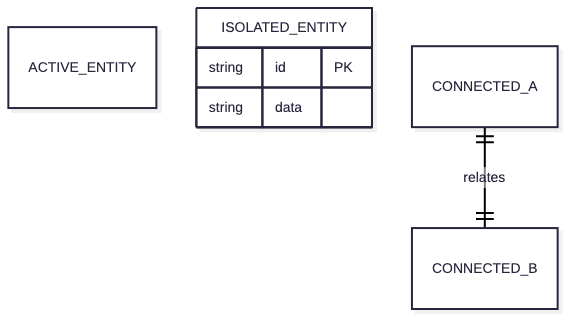 ACTIVE_ENTITY
ISOLATED_ENTITY
string id PK
string data
CONNECTED_A
relates
CONNECTED_B